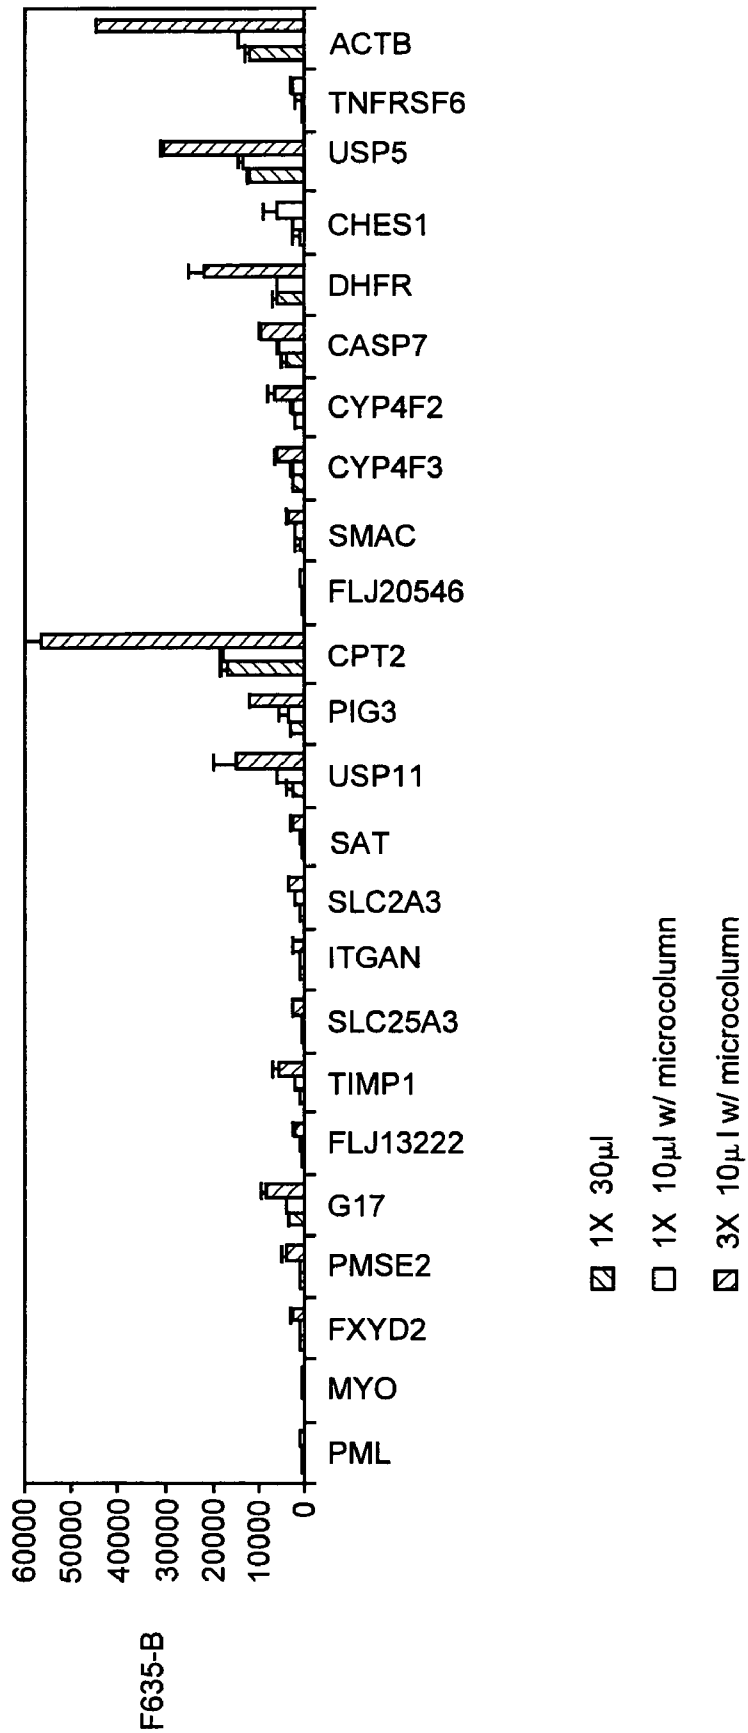 ACTB
TNFRSF6
USP5
CHES1
DHFR
CASP7
CYP4F2
CYP4F3
SMAC
FLJ20546
CPT2
PIG3
USP11
SAT
SLC2A3
ITGAN
SLC25A3
TIMP1
FLJ13222
G17
PMSE2
FXYD2
MYO
PML
60000
50000
40000
30000
20000
10000
0
F635-B
1X 30µl
1X 10µl w/ microcolumn
3X 10µ l w/ microcolumn